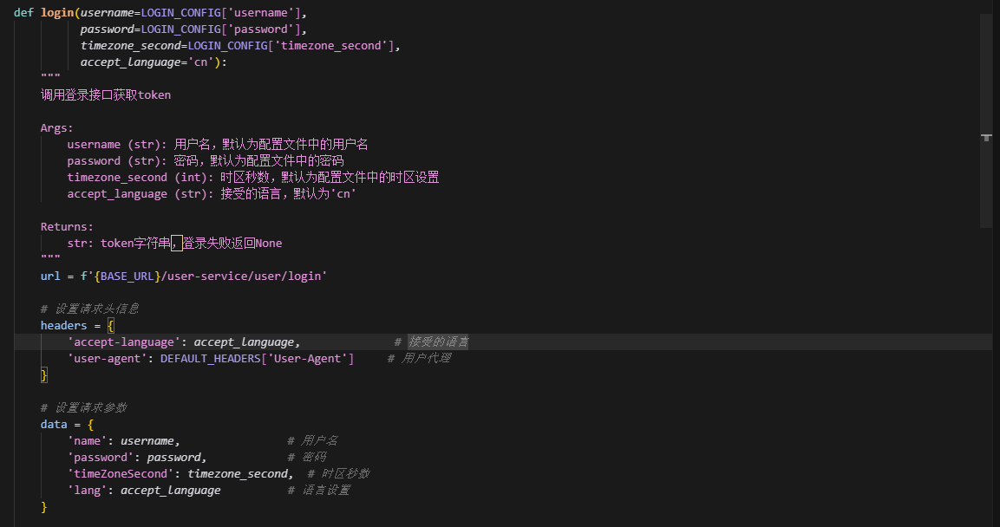 def login(username=LOGIN_CONFIG['username'],
password=LOGIN_CONFIG['password'],
timezone_second=LOGIN_CONFIG['timezone_second'],
accept_language='cn'):
"""
调用登录接口获取token
Args:
username (str): 用户名，默认为配置文件中的用户名
password (str): 密码，默认为配置文件中的密码
timezone_second (int): 时区秒数，默认为配置文件中的时区设置
accept_language (str): 接受的语言，默认为'cn'
Returns:
str: token字符串，登录失败返回None
"""
url = f'{BASE_URL}/user-service/user/login'
# 设置请求头信息
headers = {
'accept-language': accept_language, # 接受的语言
'user-agent': DEFAULT_HEADERS['User-Agent'] # 用户代理
}
# 设置请求参数
data = {
'name': username, # 用户名
'password': password, # 密码
'timeZoneSecond': timezone_second, # 时区秒数
'lang': accept_language # 语言设置
}